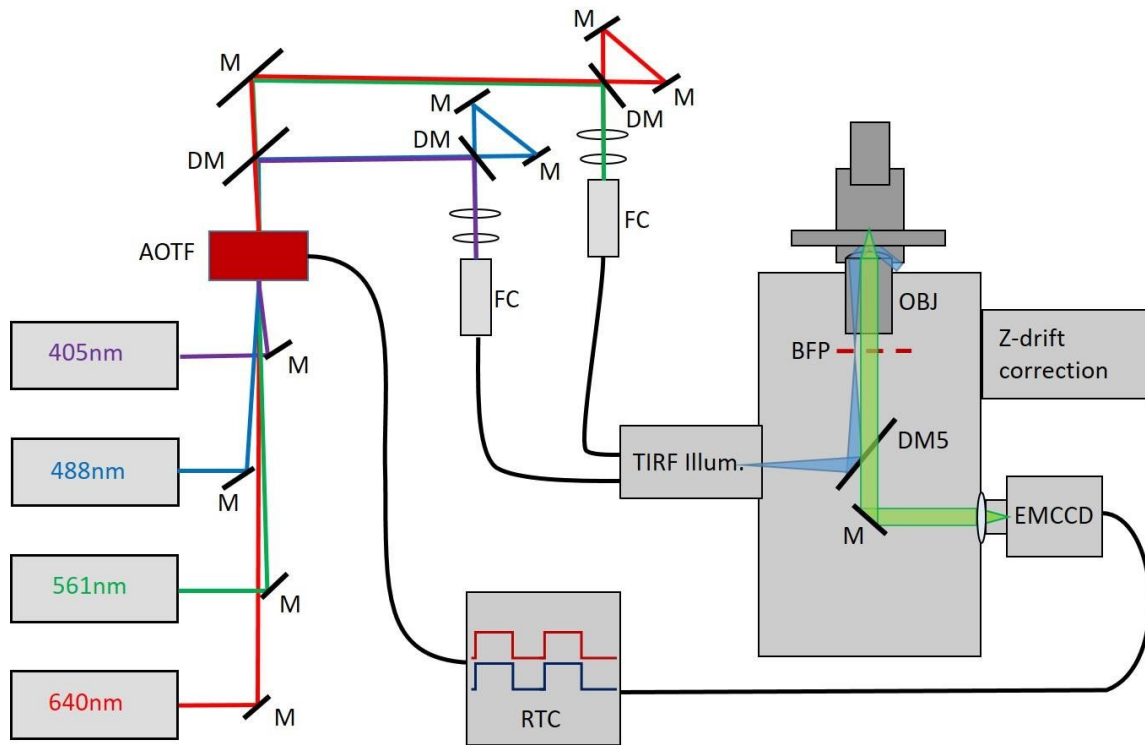 M
M
M
DM
M
DM
DM
M
AOTF
FC
FC
OBJ
405nm
M
BFP
Z-drift
correction
488nm
M
TIRF Illum.
DM5
M
EMCCD
561nm
M
640nm
M
RTC